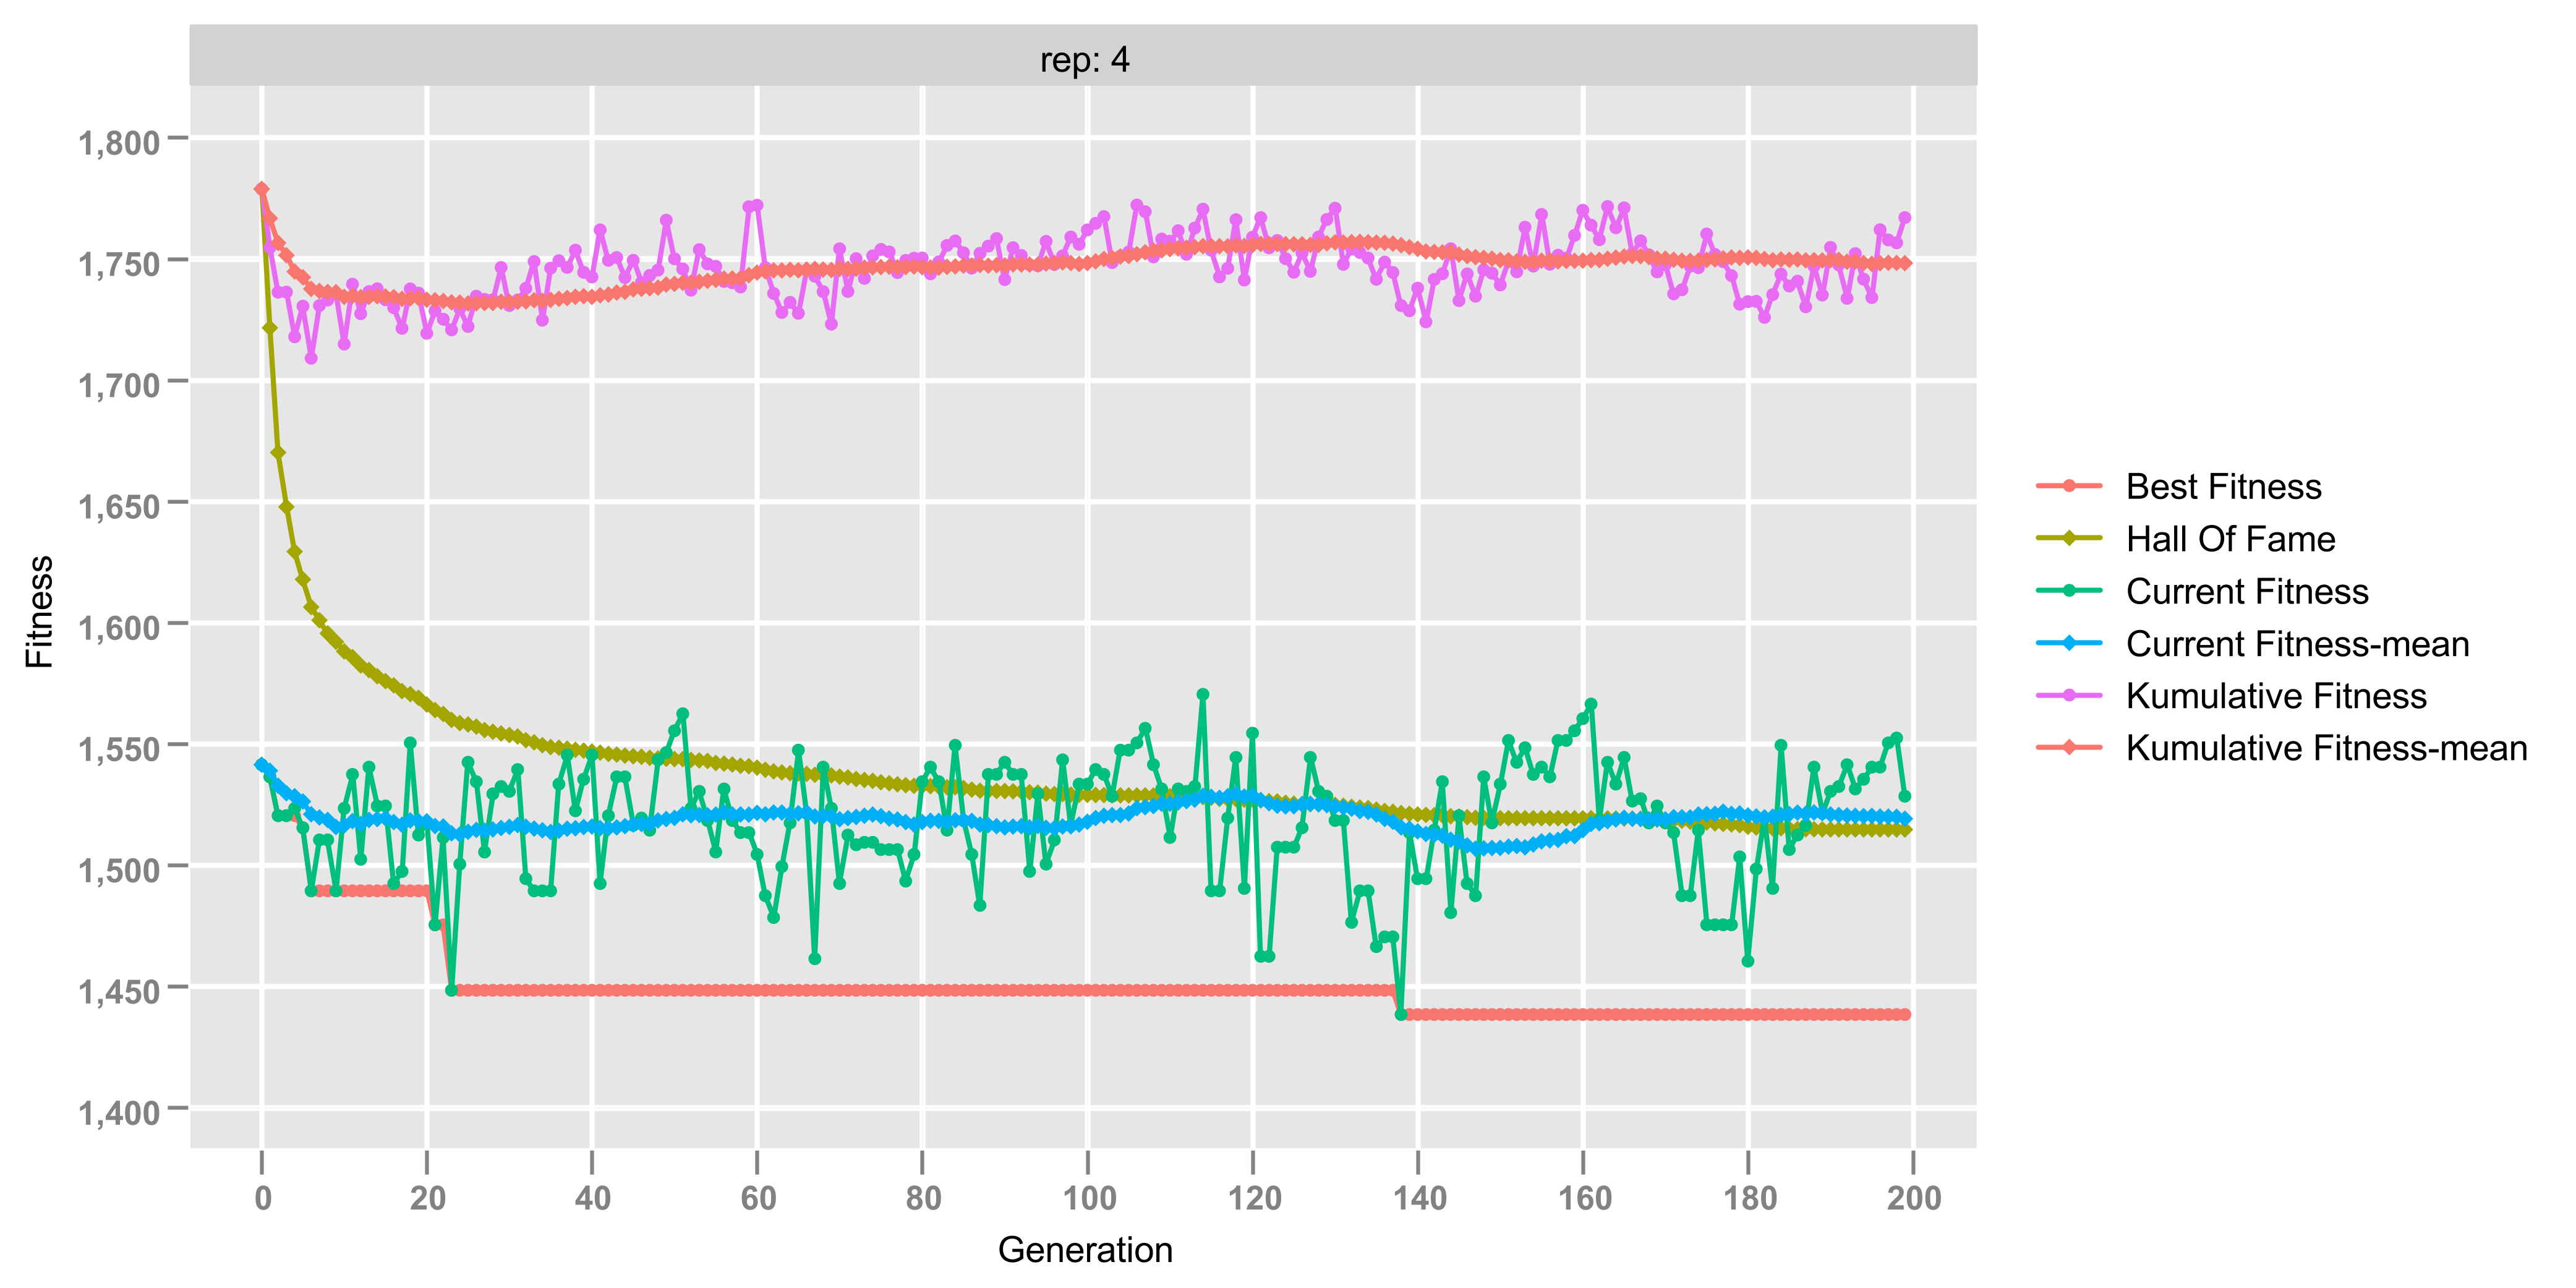 rep: 4
1,800
1,750
1,700
1,650
1,600
1,550
1,500
1,450
1,400
Fitness
0 20 40 60 80 100 120 140 160 180 200
Generation
Best Fitness
Hall Of Fame
Current Fitness
Current Fitness-mean
Kumulative Fitness
Kumulative Fitness-mean